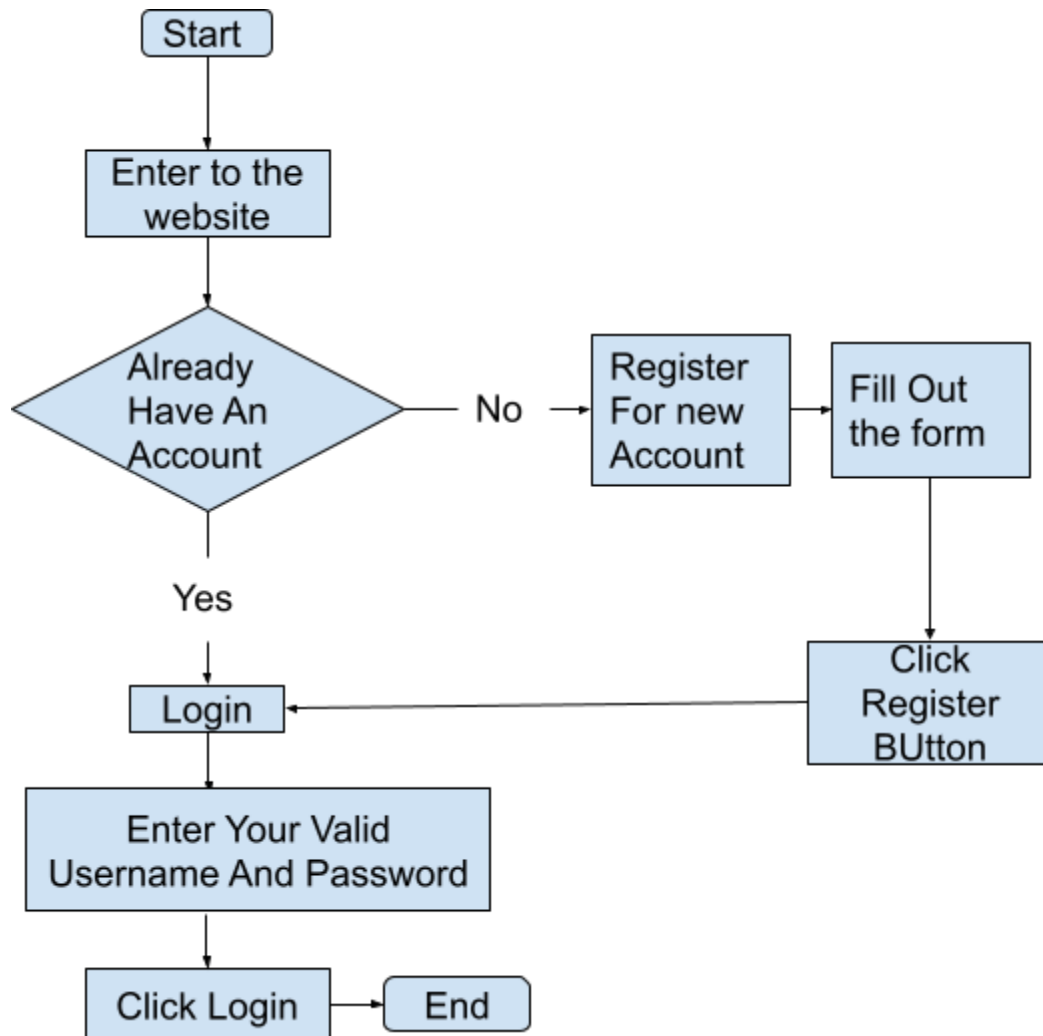 Start
Enter to the
website
Already
Have An
Account
No
Register
For new
Account
Fill Out
the form
Yes
Click
Register
BUtton
Login
Enter Your Valid
Username And Password
Click Login
End